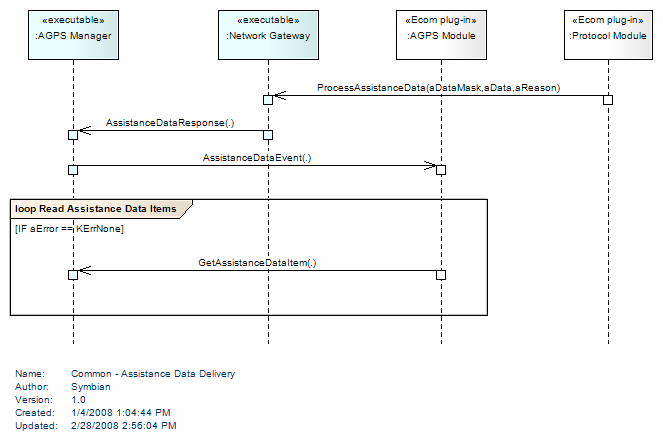 «executable»
:AGPS Manager
«executable»
:Network Gateway
«Ecom plug-in»
:AGPS Module
«Ecom plug-in»
:Protocol Module
ProcessAssistanceData(aDataMask,aData,aReason)
AssistanceDataResponse(.)
AssistanceDataEvent(.)
loop Read Assistance Data Items
[IF aError == KErrNone]
GetAssistanceDataItem(.)
Name: Common - Assistance Data Delivery
Author: Symbian
Version: 1.0
Created: 1/4/2008 1:04:44 PM
Updated: 2/28/2008 2:56:04 PM